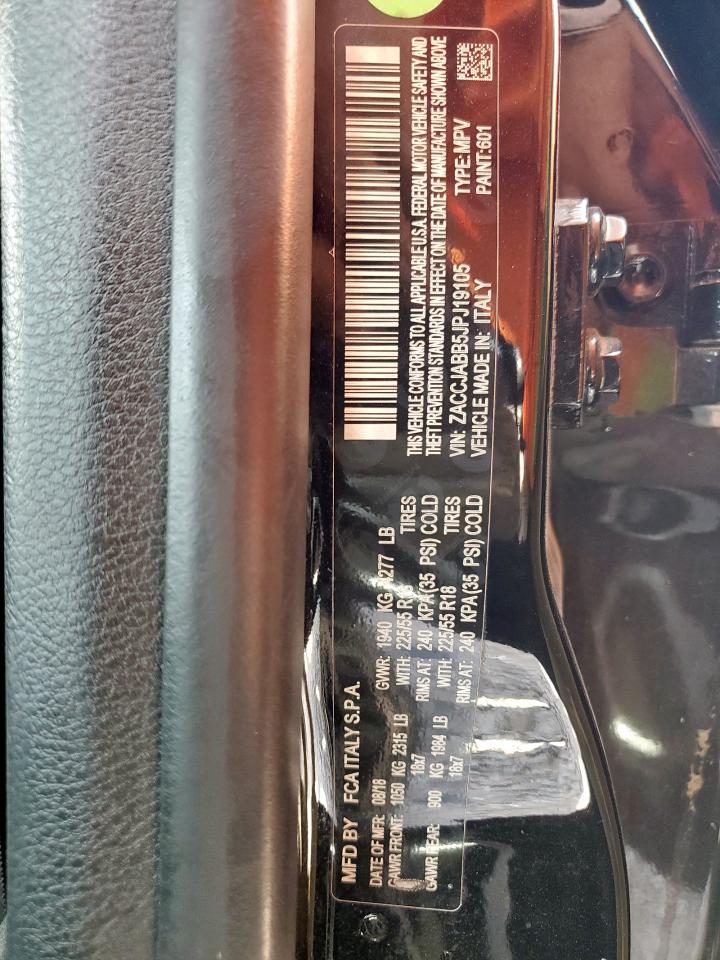 MFD BY FCA ITALY S.P.A.
DATE OF MFR: 08/18 GVWR: 1940 KG 4277 LB
GAWR FRONT: 1050 KG 2315 LB WITH: 225/55 R18 TIRES
18x7 RIMS AT: 240 KPA(35 PSI) COLD
GAWR REAR: 900 KG 1984 LB WITH: 225/55 R18 TIRES
18x7 RIMS AT: 240 KPA(35 PSI) COLD
THIS VEHICLE CONFORMS TO ALL APPLICABLE U.S.A. FEDERAL MOTOR VEHICLE SAFETY AND
THEFT PREVENTION STANDARDS IN EFFECT ON THE DATE OF MANUFACTURE SHOWN ABOVE
VIN: ZACCJABB5JPJ19105 TYPE: MPV
VEHICLE MADE IN: ITALY PAINT:601